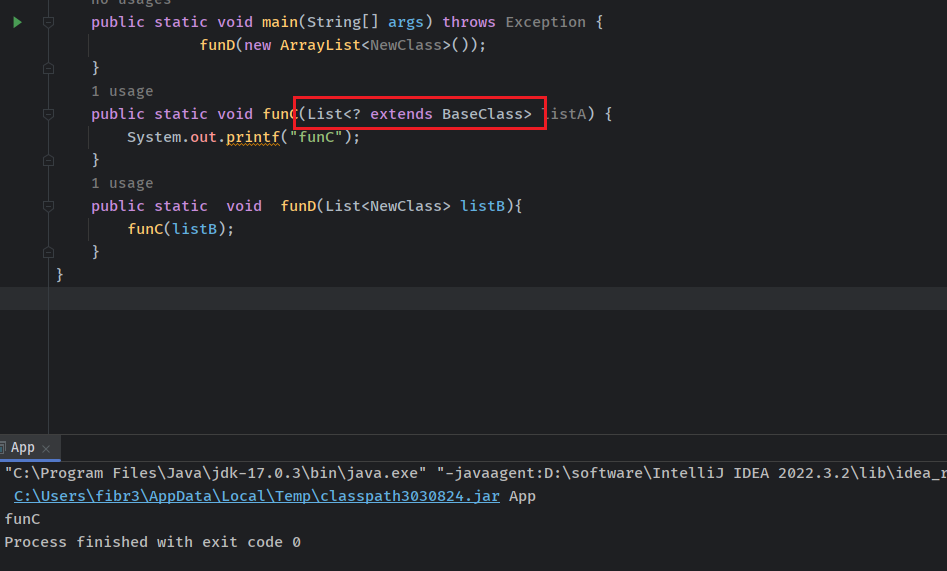 no usages
public static void main(String[] args) throws Exception {
funD(new ArrayList<NewClass>());
}
1 usage
public static void funC(List<? extends BaseClass> listA) {
System.out.printf("funC");
}
1 usage
public static  void  funD(List<NewClass> listB){
funC(listB);
}
}
App
"C:\Program Files\Java\jdk-17.0.3\bin\java.exe" "-javaagent:D:\software\IntelliJ IDEA 2022.3.2\lib\idea_r
C:\Users\fibr3\AppData\Local\Temp\classpath3030824.jar App
funC
Process finished with exit code 0